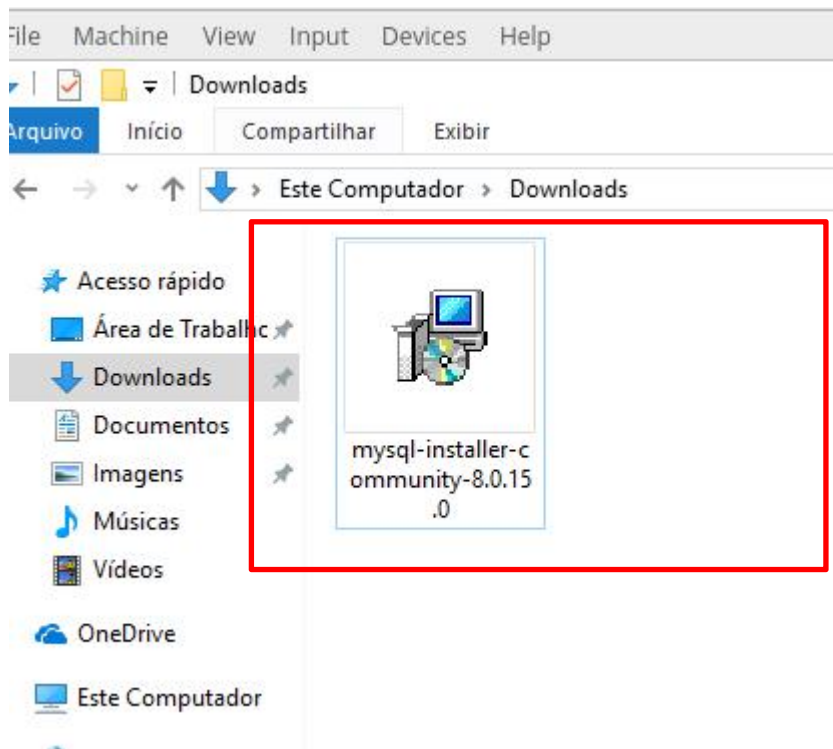 File Machine View Input Devices Help
Downloads
Arquivo Início Compartilhar Exibir
Este Computador > Downloads
Acesso rápido
Área de Trabalho
Downloads
Documentos
Imagens
Músicas
Vídeos
OneDrive
Este Computador
mysql-installer-c
ommunity-8.0.15
.0